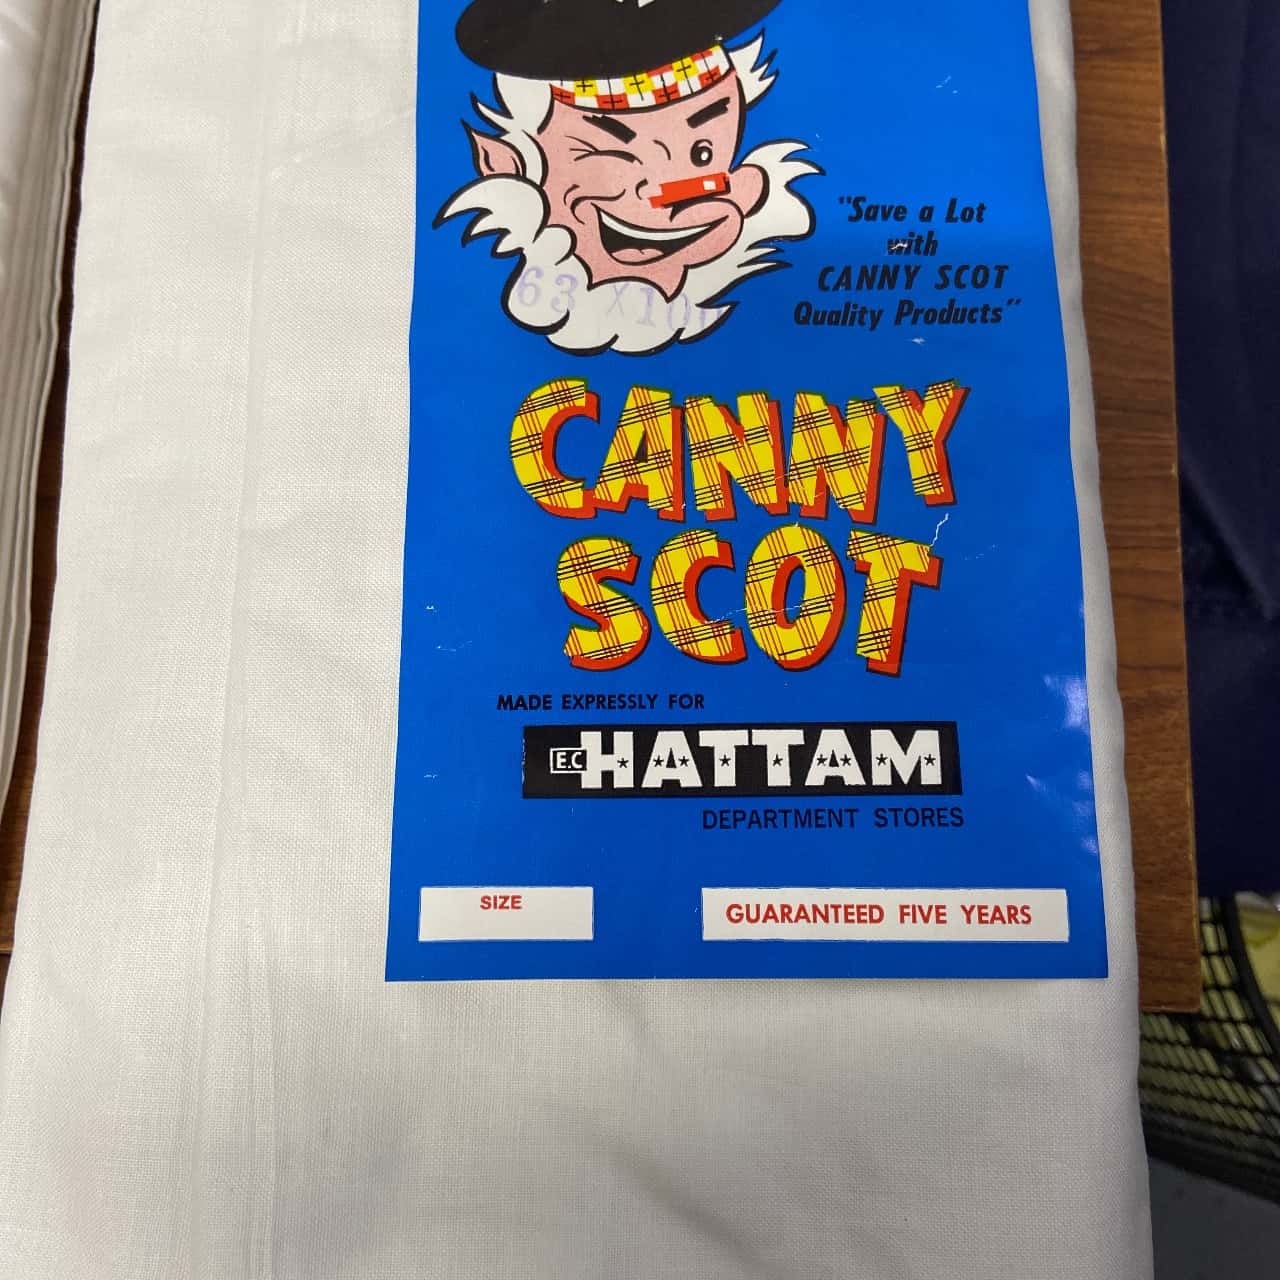 "Save a Lot
with
CANNY SCOT
Quality Products"
63 X 100
CANNY
SCOT
MADE EXPRESSLY FOR
E.C HATTAM
DEPARTMENT STORES
SIZE
GUARANTEED FIVE YEARS